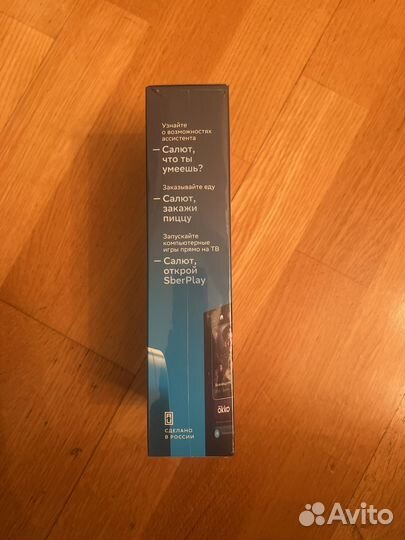 Узнайте
о возможностях
ассистента
— Салют,
что ты
умеешь?
Заказывайте еду
— Салют,
закажи
пиццу
Запускайте
компьютерные
игры прямо на ТВ
— Салют,
открой
SberPlay
okko
СДЕЛАНО
В РОССИИ
Avito